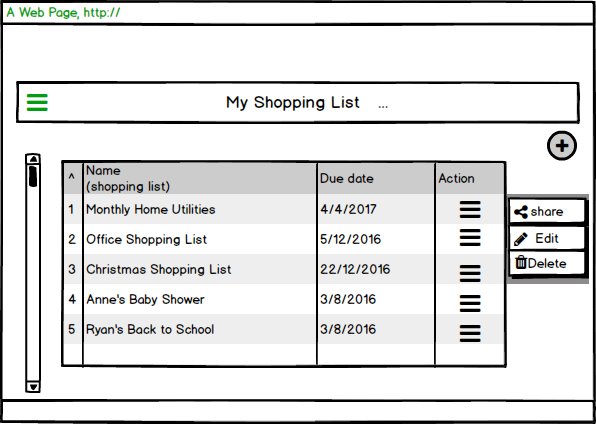 A Web Page, http://
My Shopping List ...
^ Name (shopping list) Due date Action
1 Monthly Home Utilities 4/4/2017
2 Office Shopping List 5/12/2016
3 Christmas Shopping List 22/12/2016
4 Anne's Baby Shower 3/8/2016
5 Ryan's Back to School 3/8/2016
share
Edit
Delete